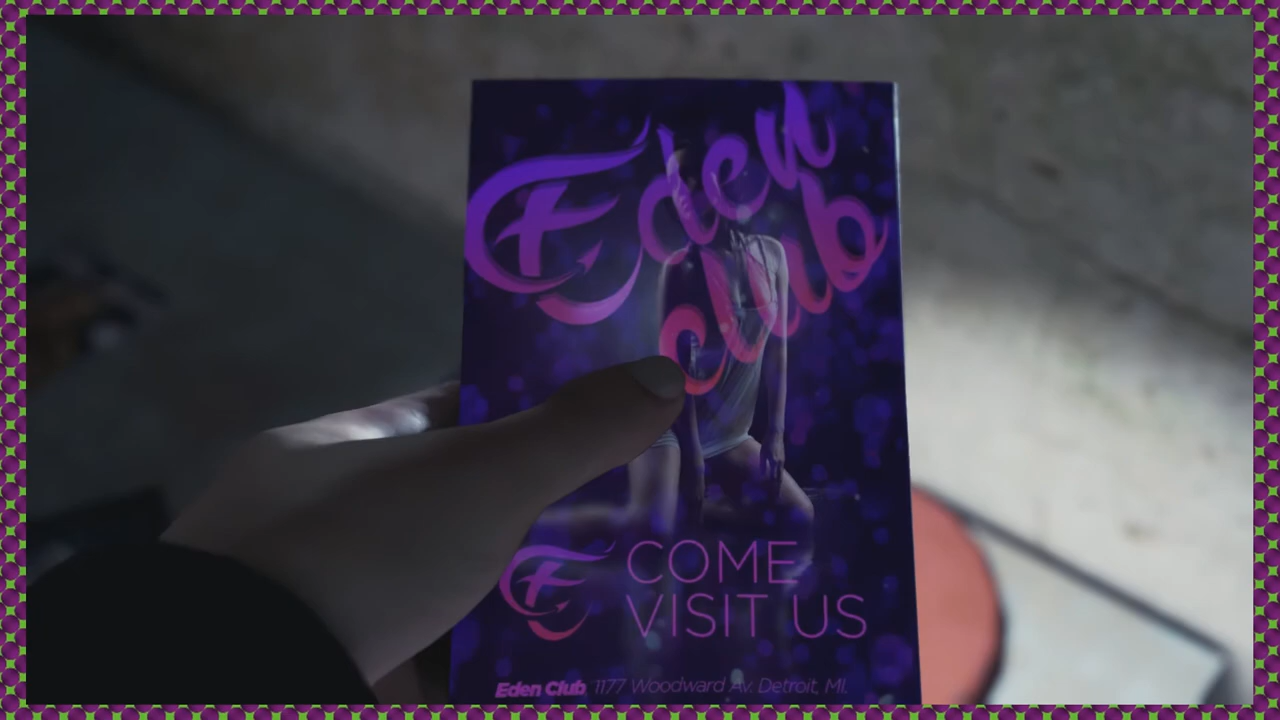 Eden
club
COME
VISIT US
Eden Club 1177 Woodward Av. Detroit, MI.